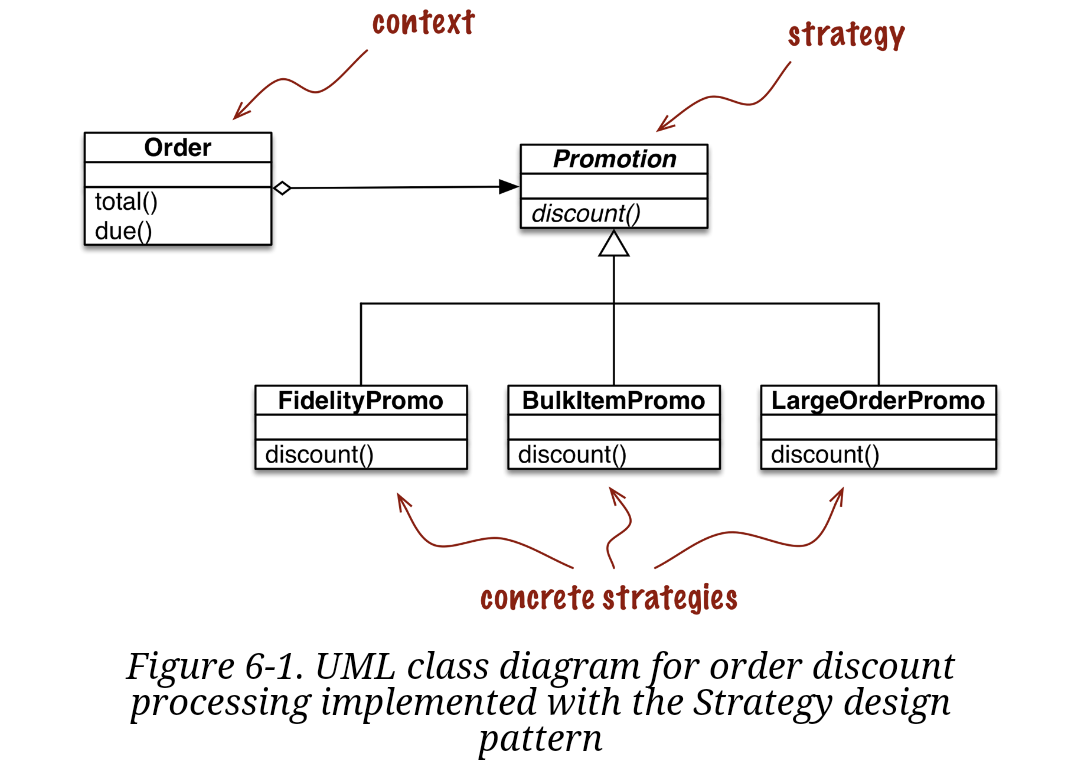 context
strategy
Order
total()
due()
Promotion
discount()
FidelityPromo
discount()
BulkItemPromo
discount()
LargeOrderPromo
discount()
concrete strategies
Figure 6-1. UML class diagram for order discount
processing implemented with the Strategy design
pattern